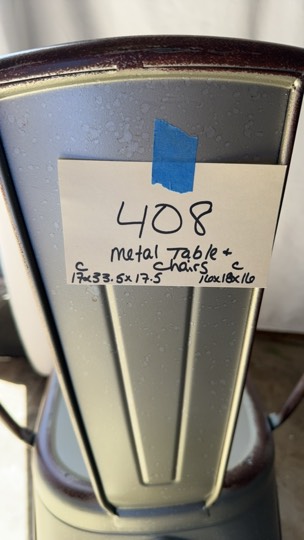 408
Metal Table +
Chairs
C C
17x33.5x17.5 16x18x16